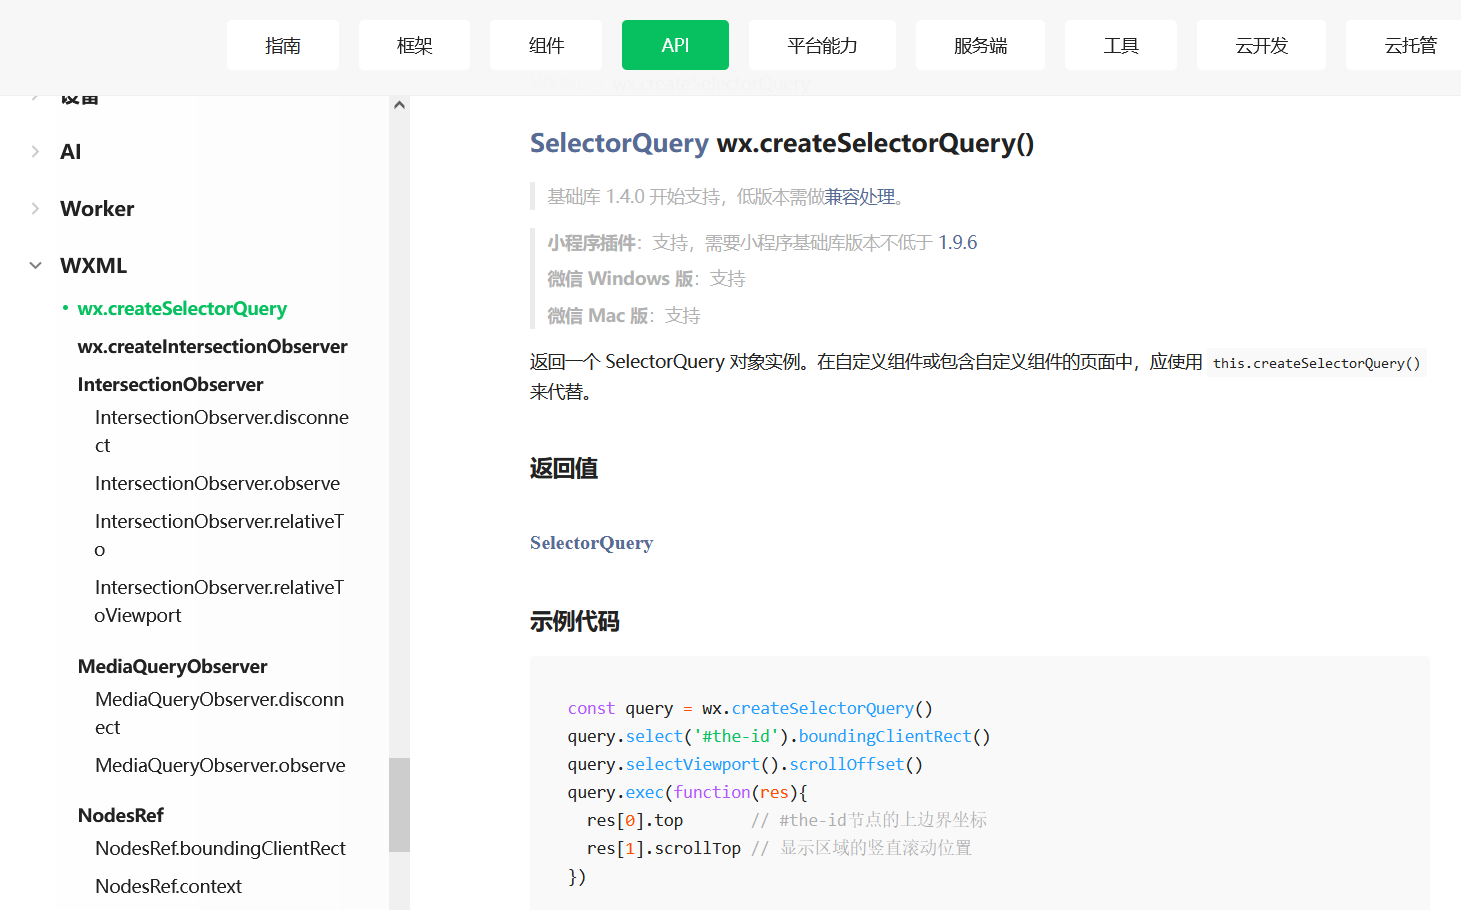 指南 框架 组件 API 平台能力 服务端 工具 云开发 云托管
设备
AI
Worker
WXML
wx.createSelectorQuery
wx.createIntersectionObserver
IntersectionObserver
IntersectionObserver.disconne
ct
IntersectionObserver.observe
IntersectionObserver.relativeT
o
IntersectionObserver.relativeT
oViewport
MediaQueryObserver
MediaQueryObserver.disconn
ect
MediaQueryObserver.observe
NodesRef
NodesRef.boundingClientRect
NodesRef.context
SelectorQuery wx.createSelectorQuery()
基础库 1.4.0 开始支持，低版本需做兼容处理。
小程序插件：支持，需要小程序基础库版本不低于 1.9.6
微信 Windows 版：支持
微信 Mac 版：支持
返回一个 SelectorQuery 对象实例。在自定义组件或包含自定义组件的页面中，应使用 this.createSelectorQuery()
来代替。
返回值
SelectorQuery
示例代码
const query = wx.createSelectorQuery()
query.select('#the-id').boundingClientRect()
query.selectViewport().scrollOffset()
query.exec(function(res){
  res[0].top       // #the-id节点的上边界坐标
  res[1].scrollTop // 显示区域的竖直滚动位置
})